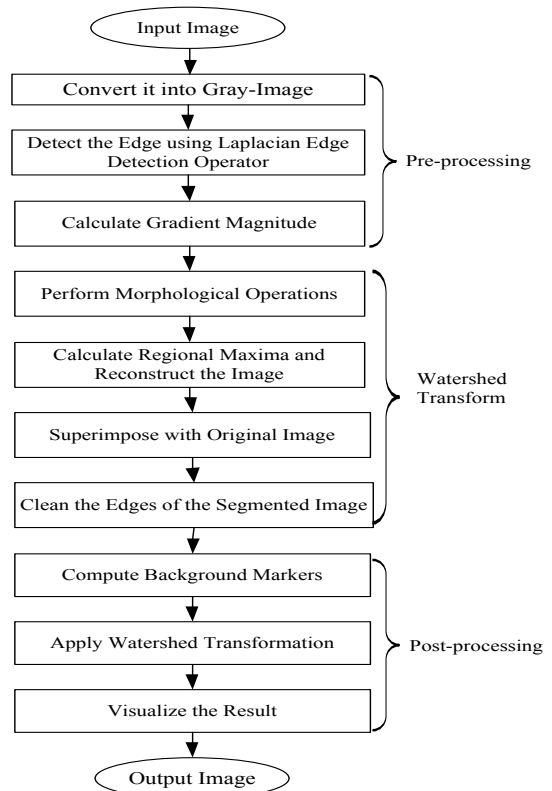 Input Image
Convert it into Gray-Image
Detect the Edge using Laplacian Edge
Detection Operator
Calculate Gradient Magnitude
Pre-processing
Perform Morphological Operations
Calculate Regional Maxima and
Reconstruct the Image
Superimpose with Original Image
Clean the Edges of the Segmented Image
Watershed
Transform
Compute Background Markers
Apply Watershed Transformation
Visualize the Result
Post-processing
Output Image